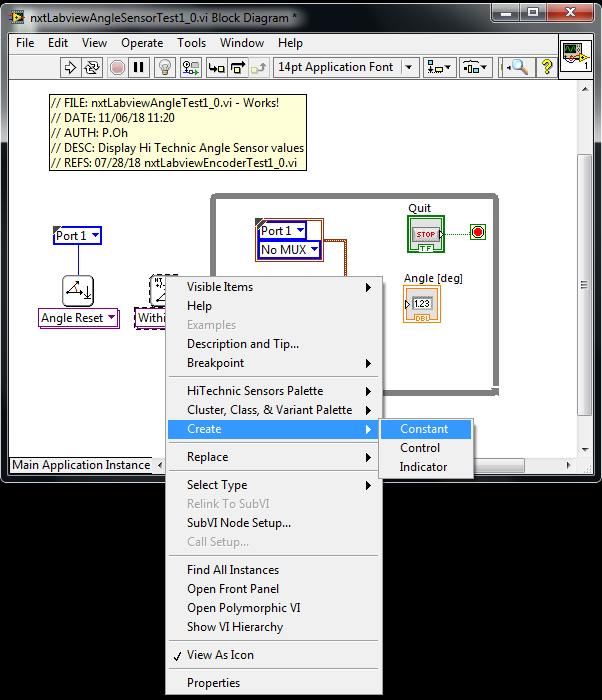 nxtLabviewAngleSensorTest1_0.vi Block Diagram *
File Edit View Project Operate Tools Window Help
14pt Application Font
?
1
// FILE: nxtLabviewAngleTest1_0.vi - Works!
// DATE: 11/06/18 11:20
// AUTH: P.Oh
// DESC: Display Hi Technic Angle Sensor values
// REFS: 07/28/18 nxtLabviewEncoderTest1_0.vi
Port 1
Angle Reset
HT
Withi
Port 1
No MUX
Quit
STOP
TF
Angle [deg]
1.23
DBL
Main Application Instance
Visible Items
Help
Examples
Description and Tip...
Breakpoint
HiTechnic Sensors Palette
Cluster, Class, & Variant Palette
Create
Replace
Select Type
Relink To SubVI
SubVI Node Setup...
Call Setup...
Find All Instances
Open Front Panel
Open Polymorphic VI
Show VI Hierarchy
View As Icon
Properties
Constant
Control
Indicator